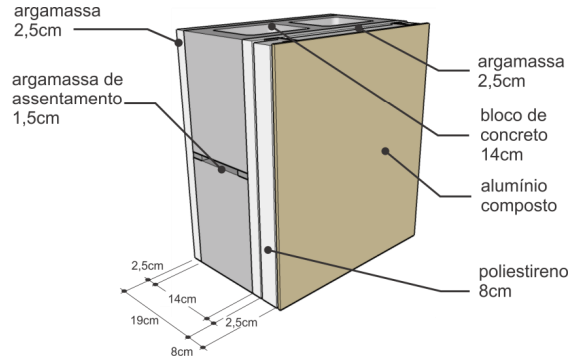 argamassa
2,5cm
argamassa de
assentamento
1,5cm
argamassa
2,5cm
bloco de
concreto
14cm
alumínio
composto
poliestireno
8cm
2,5cm
14cm
19cm
2,5cm
8cm